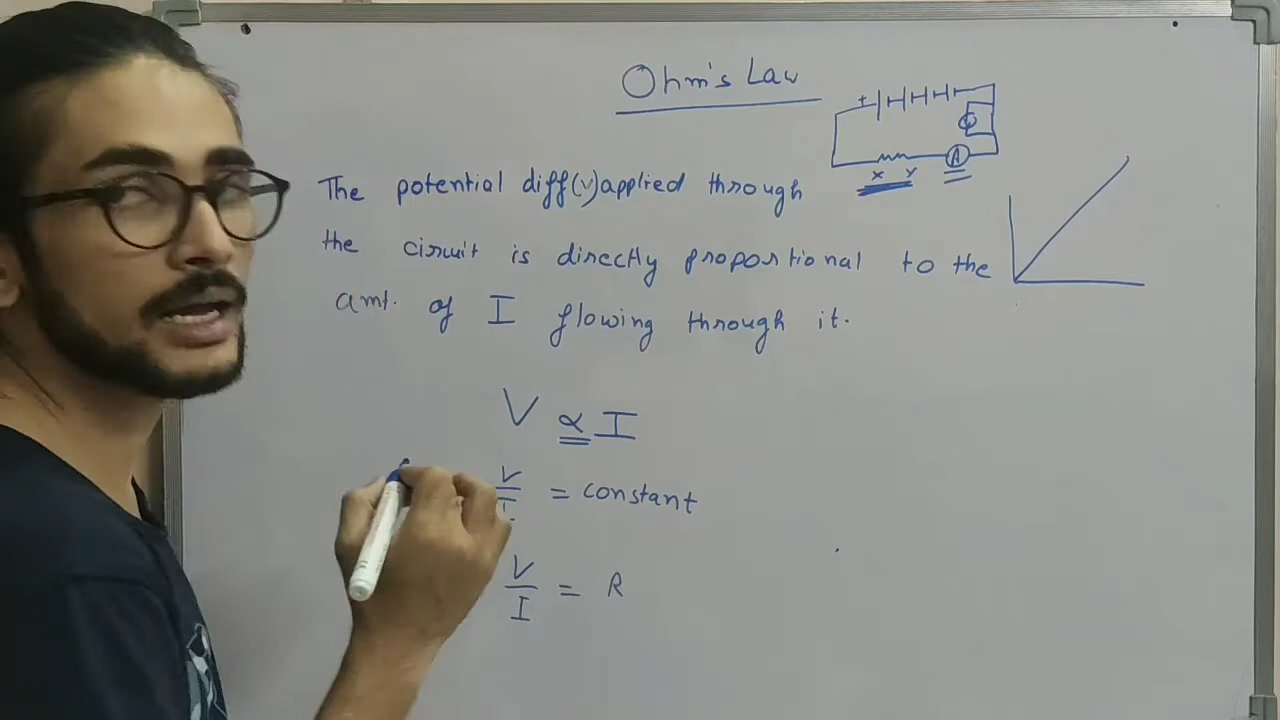 Ohm's Law
+
A
X Y
The potential diff(V) applied through
the circuit is directly proportional to the
amt. of I flowing through it.
V ∝ I
V/I = constant
V/I = R